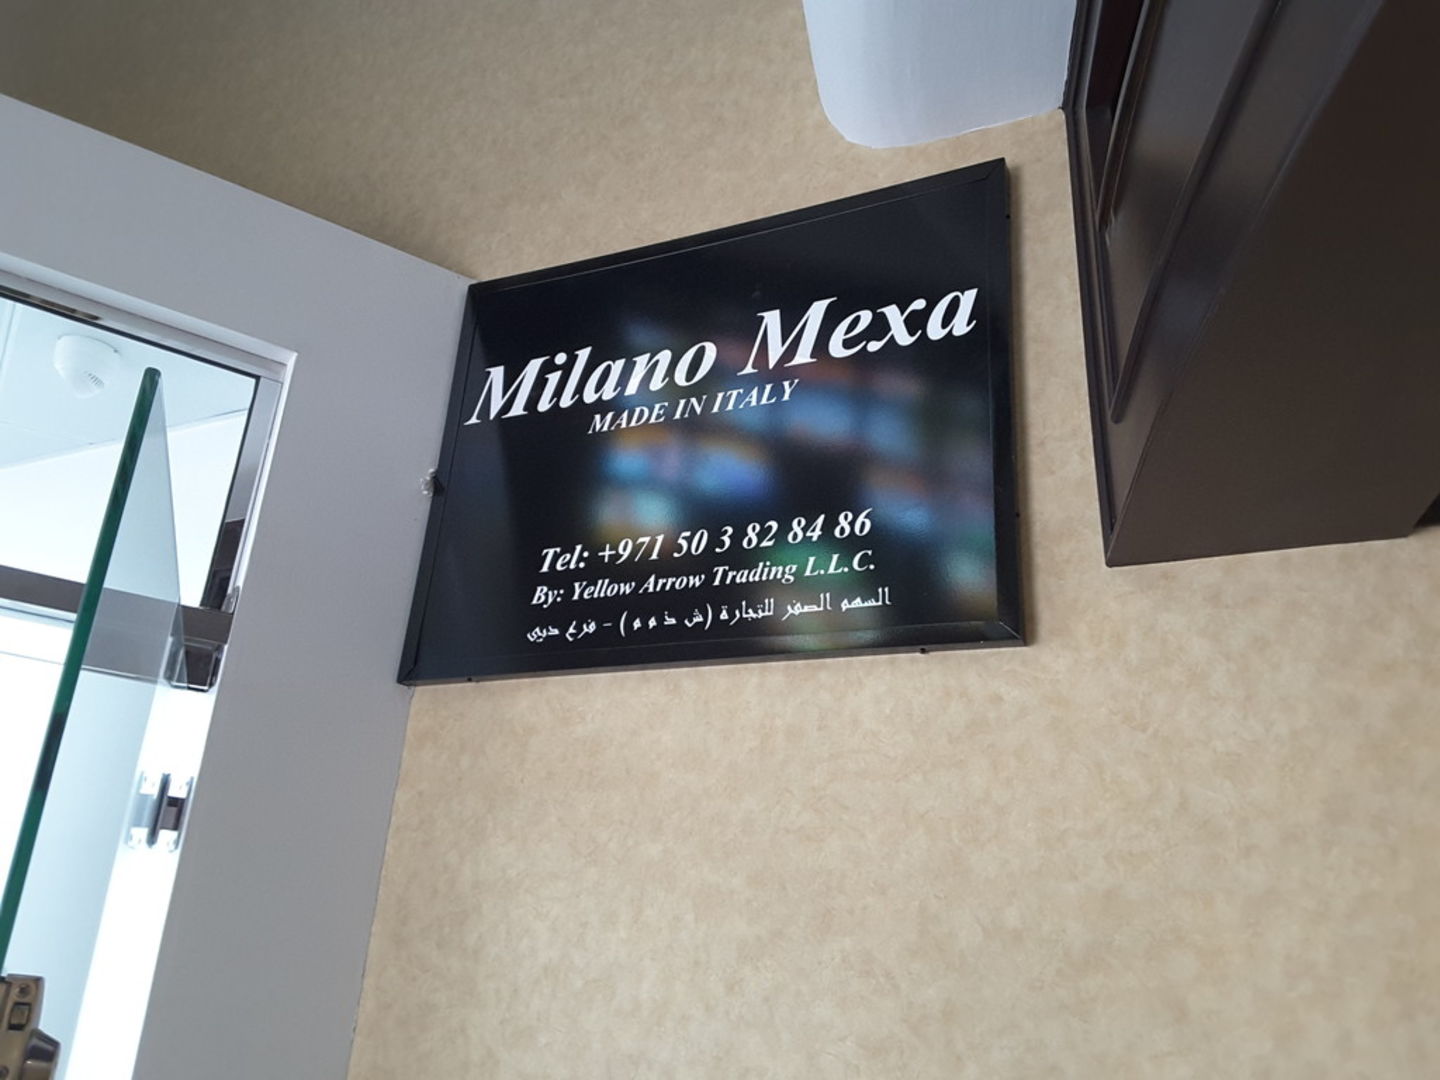 Milano Mexa
MADE IN ITALY
Tel: +971 50 3 82 84 86
By: Yellow Arrow Trading L.L.C.
السهم الصفر للتجارة (ش ذ م م) - فرع دبي